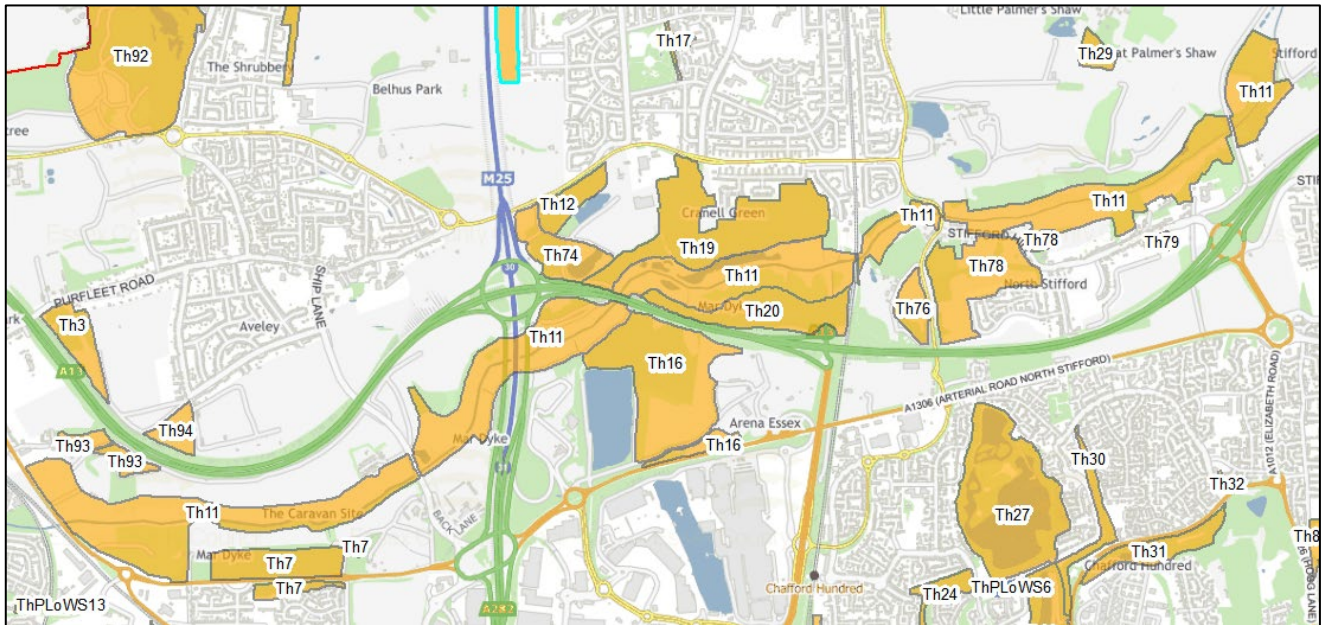 Little Palmer's Shaw
Th17
Th29
at Palmer's Shaw
Th92
The Shrubbery
Stifford
Belhus Park
Th11
tree
M25
Th12
Th11
Cranell Green
Th11
STIFFORD
Th78
Th79
Th74
Th19
30
Th11
Th78
PURFLEET ROAD
SHIP LANE
North Stifford
Mar Dyk
Th20
Th76
Th3
Aveley
Th11
Th16
A1306 (ARTERIAL ROAD NORTH STIFFORD)
A1012 (ELIZABETH ROAD)
A13
Th94
Arena Essex
Th93
Mar Dyke
Th16
Th93
Th30
Th32
Th11
The Caravan Site
BACK LANE
Th27
Th8
Mar Dyke
Th7
Th7
Th31
Chafford Hundred
Th7
Chafford Hundred
Th24
ThPLoWS6
ThPLoWS13
A282
(HOGG LANE)